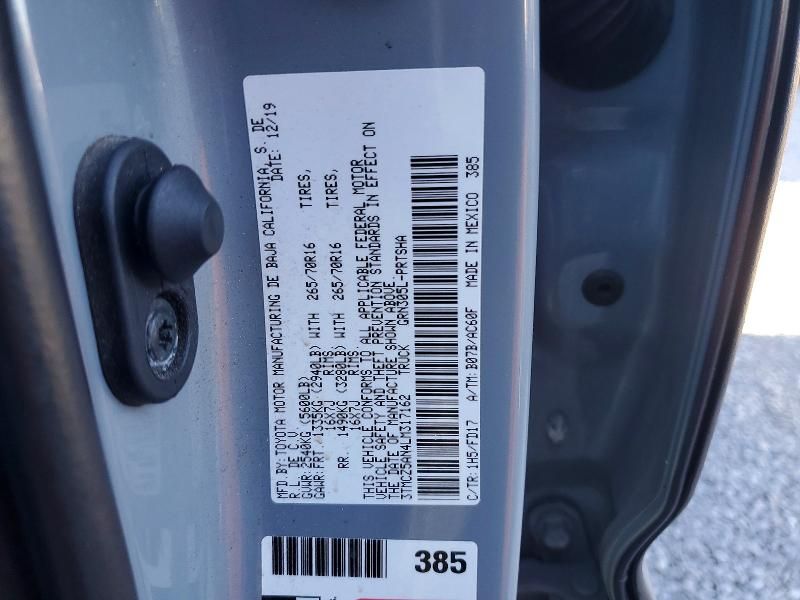 MFD.BY:TOYOTA MOTOR MANUFACTURING DE BAJA CALIFORNIA, S. DE
R.L. DE C.V. DATE: 12/19
GVWR:2540KG(5600LB)
GAWR:FRT. 1335KG (2940LB) WITH 265/70R16 TIRES,
16X7J RIMS,
RR. 1490KG (3280LB) WITH 265/70R16 TIRES,
16X7J RIMS.
THIS VEHICLE CONFORMS TO ALL APPLICABLE FEDERAL MOTOR
VEHICLE SAFETY AND THEFT PREVENTION STANDARDS IN EFFECT ON
THE DATE OF MANUFACTURE SHOWN ABOVE.
3TMCZ5AN4LM317162 TRUCK GRN305L-PRTSHA
C/TR: 1H5/FD17 A/TM: B07B/AC60F MADE IN MEXICO 385
385